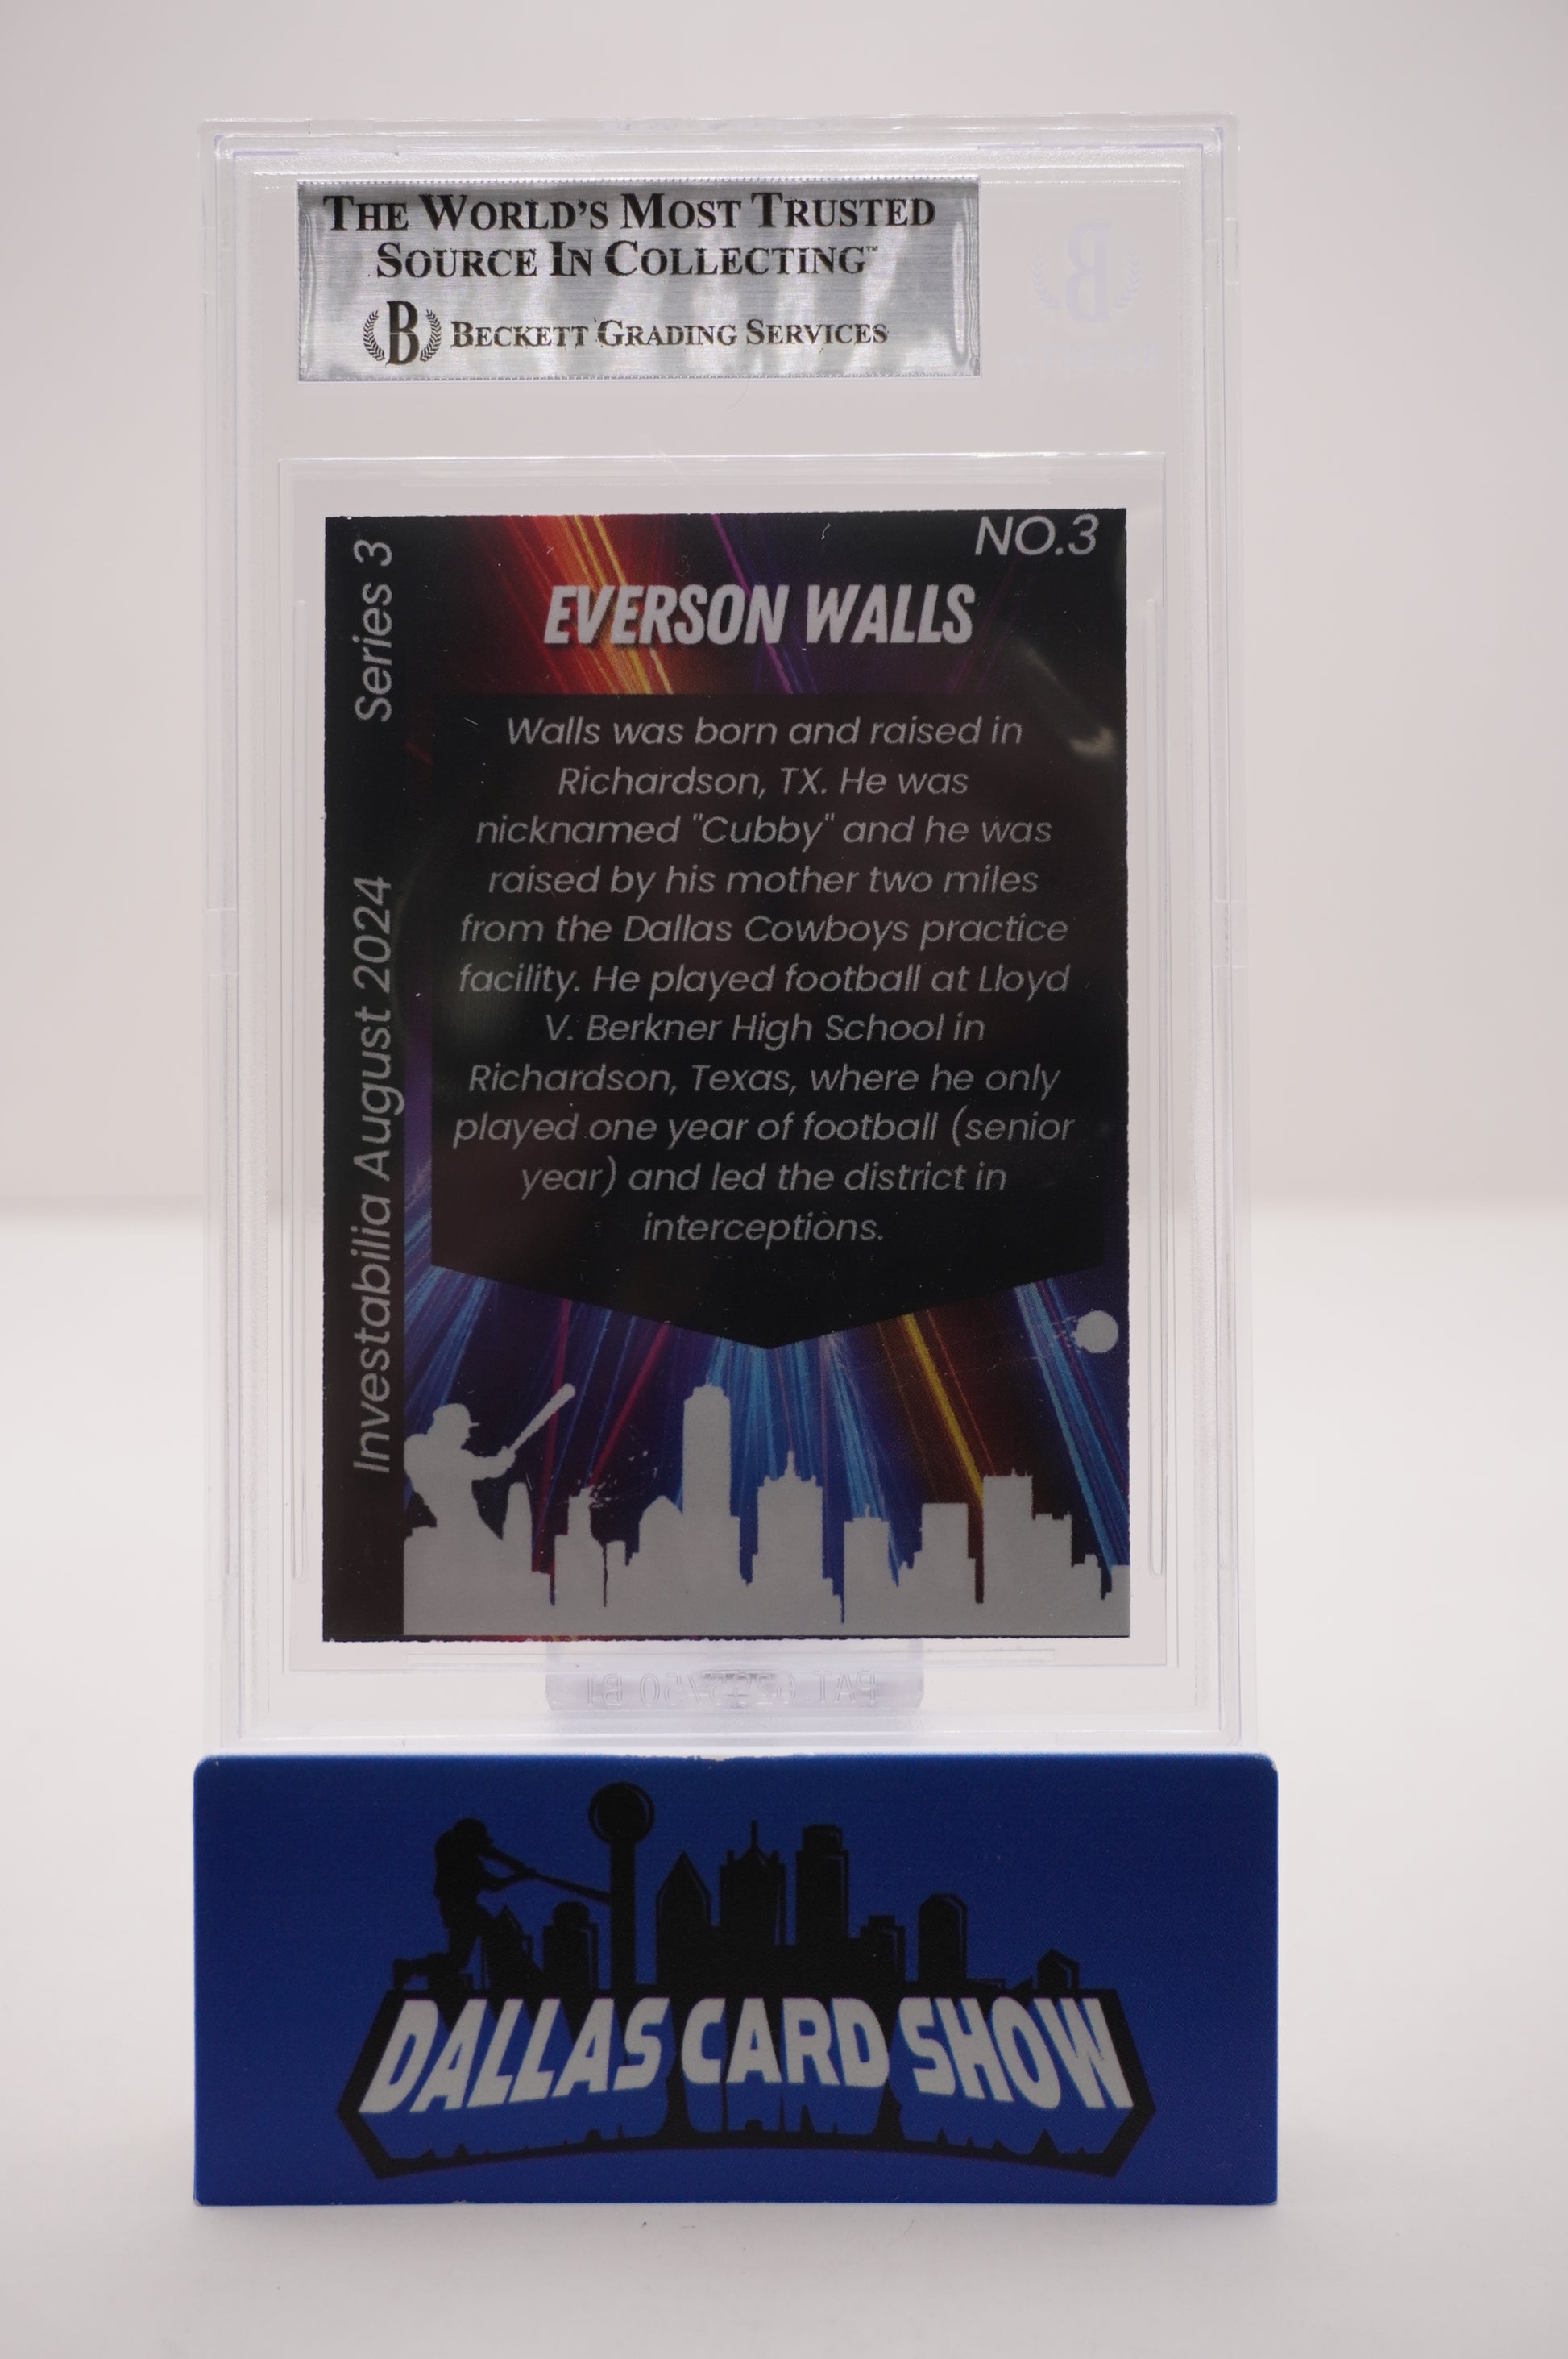 THE WORLD'S MOST TRUSTED
SOURCE IN COLLECTING™
B BECKETT GRADING SERVICES
NO.3
Series 3
Investabilia August 2024
EVERSON WALLS
Walls was born and raised in
Richardson, TX. He was
nicknamed "Cubby" and he was
raised by his mother two miles
from the Dallas Cowboys practice
facility. He played football at Lloyd
V. Berkner High School in
Richardson, Texas, where he only
played one year of football (senior
year) and led the district in
interceptions.
DALLAS CARD SHOW